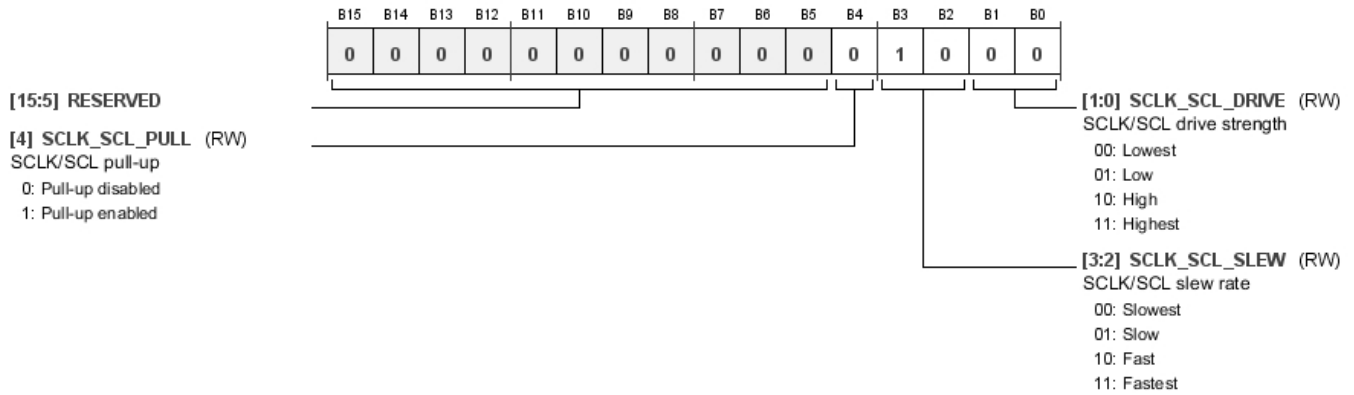 B15 B14 B13 B12 B11 B10 B9 B8 B7 B6 B5 B4 B3 B2 B1 B0
0 0 0 0 0 0 0 0 0 0 0 0 1 0 0 0
[15:5] RESERVED
[4] SCLK_SCL_PULL (RW)
SCLK/SCL pull-up
0: Pull-up disabled
1: Pull-up enabled
[1:0] SCLK_SCL_DRIVE (RW)
SCLK/SCL drive strength
00: Lowest
01: Low
10: High
11: Highest
[3:2] SCLK_SCL_SLEW (RW)
SCLK/SCL slew rate
00: Slowest
01: Slow
10: Fast
11: Fastest